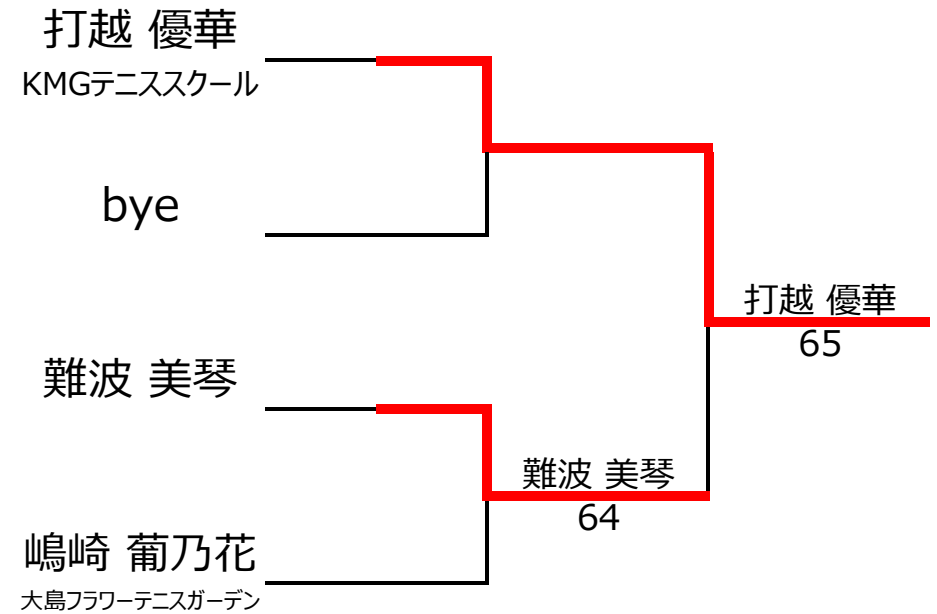 打越 優華
KMGテニススクール
bye
難波 美琴
嶋崎 葡乃花
大島フラワーテニスガーデン
難波 美琴
64
打越 優華
65